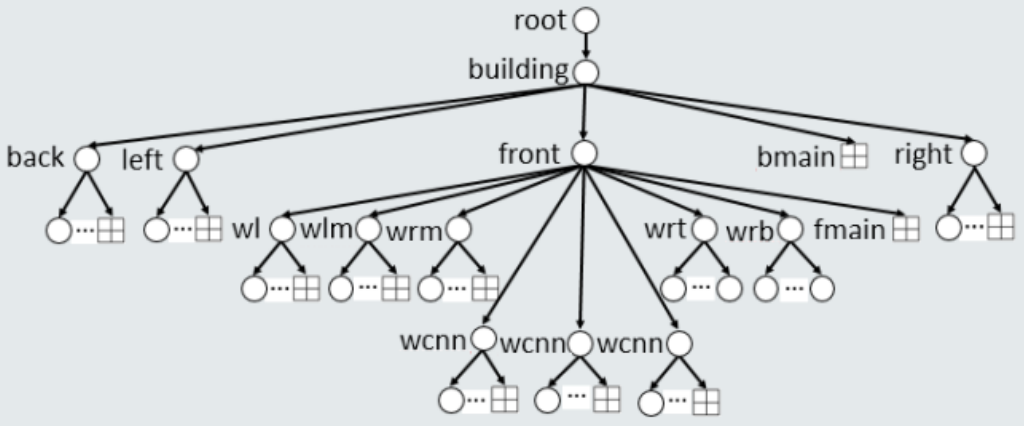 root
building
back left front bmain right
... ... wl wlm wrm wrt wrb fmain ...
... ... ... ... ...
wcnn wcnn wcnn
... ... ...